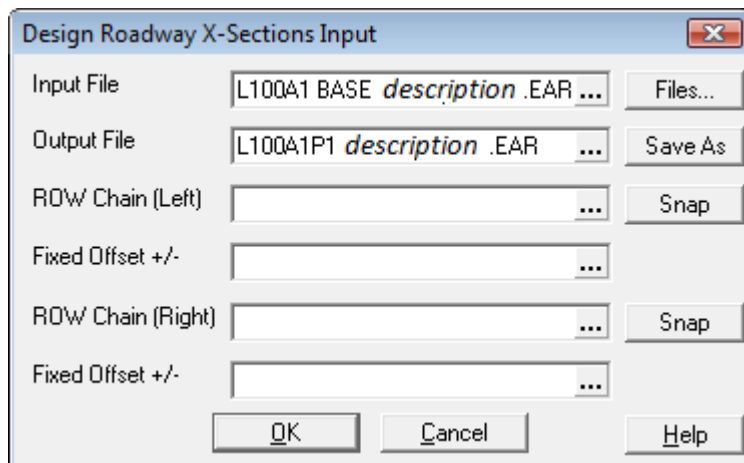 Design Roadway X-Sections Input
Input File L100A1 BASE description .EAR ... Files...
Output File L100A1P1 description .EAR ... Save As
ROW Chain (Left) ... Snap
Fixed Offset +/- ...
ROW Chain (Right) ... Snap
Fixed Offset +/- ...
OK Cancel Help